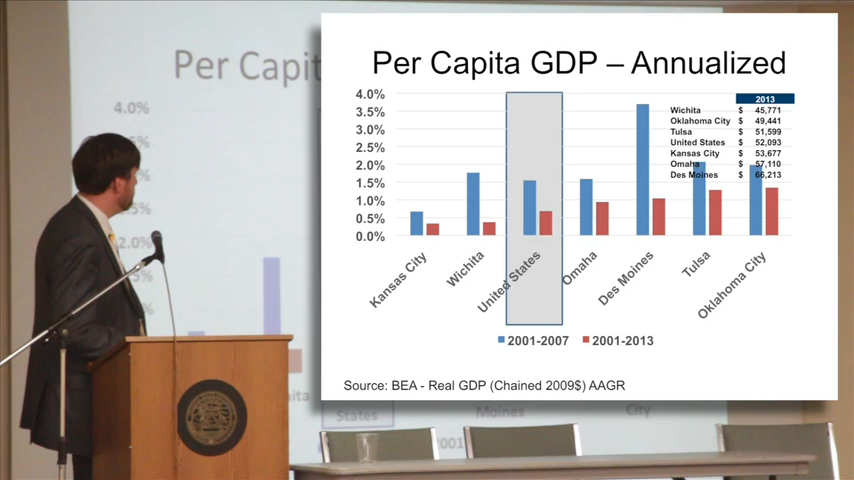 Per Capita GDP – Annualized
4.0%
3.5%
3.0%
2.5%
2.0%
1.5%
1.0%
0.5%
0.0%
2013
Wichita $ 45,771
Oklahoma City $ 49,441
Tulsa $ 51,599
United States $ 52,093
Kansas City $ 53,677
Omaha $ 57,110
Des Moines $ 66,213
Kansas City
Wichita
United States
Omaha
Des Moines
Tulsa
Oklahoma City
2001-2007
2001-2013
Source: BEA - Real GDP (Chained 2009$) AAGR
Per Capit
4.0%
2.0%
States
Moines
City